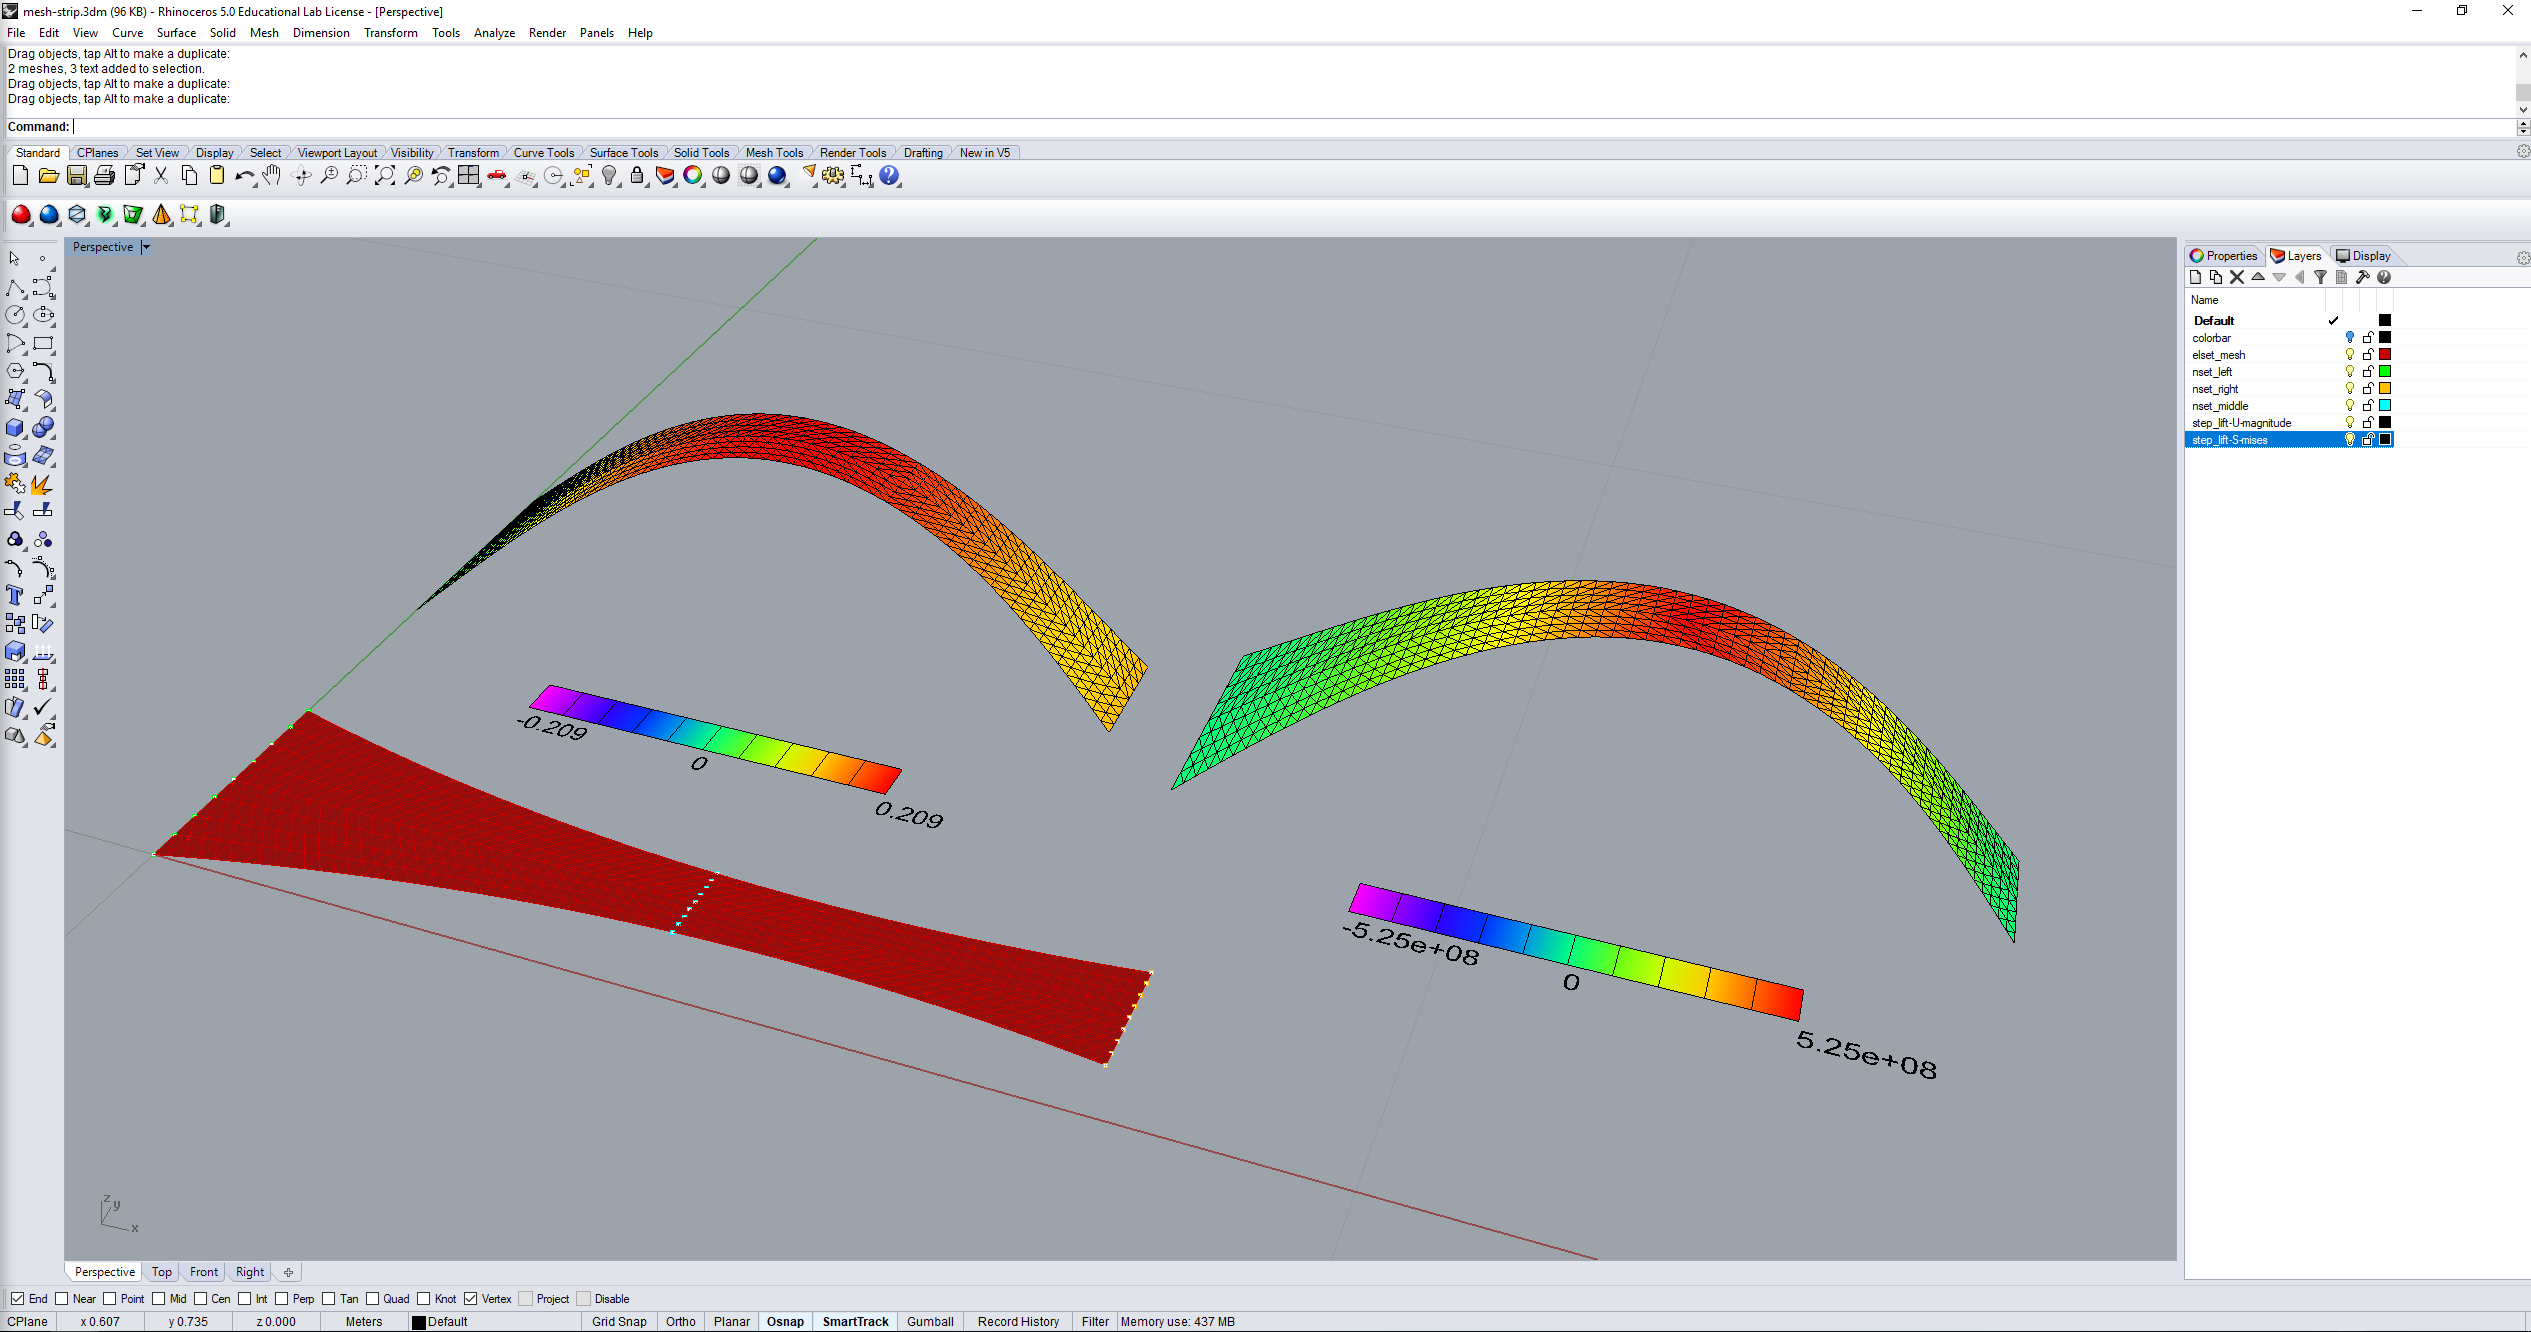 mesh-strip.3dm (96 KB) - Rhinoceros 5.0 Educational Lab License - [Perspective]
File Edit View Curve Surface Solid Mesh Dimension Transform Tools Analyze Render Panels Help
Drag objects, tap Alt to make a duplicate:
2 meshes, 3 text added to selection.
Drag objects, tap Alt to make a duplicate:
Drag objects, tap Alt to make a duplicate:
Command:
Standard CPlanes Set View Display Select Viewport Layout Visibility Transform Curve Tools Surface Tools Solid Tools Mesh Tools Render Tools Drafting New in V5
Perspective
Properties Layers Display
Name
Default
colorbar
elset_mesh
nset_left
nset_right
nset_middle
step_lift-U-magnitude
step_lift-S-mises
-0.209
0
0.209
-5.25e+08
0
5.25e+08
z
y
x
Perspective Top Front Right
End Near Point Mid Cen Int Perp Tan Quad Knot Vertex Project Disable
CPlane x 0.607 y 0.735 z 0.000 Meters Default Grid Snap Ortho Planar Osnap SmartTrack Gumball Record History Filter Memory use: 437 MB